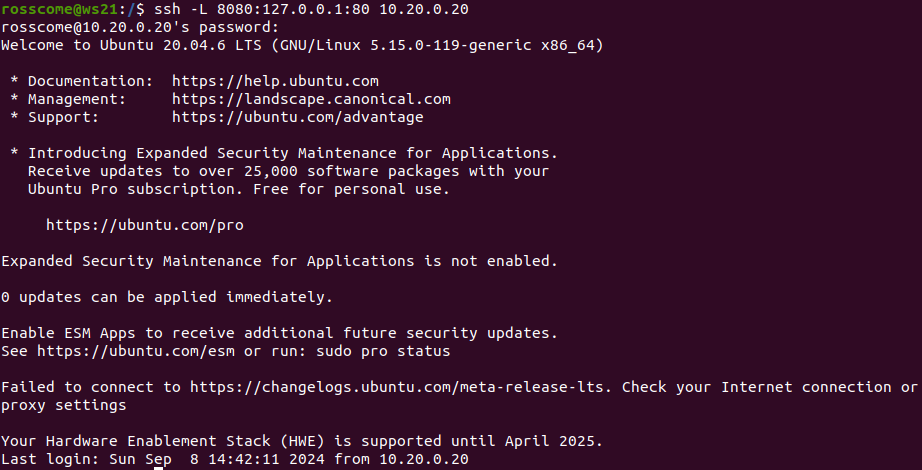 rosscome@ws21:/$ ssh -L 8080:127.0.0.1:80 10.20.0.20
rosscome@10.20.0.20's password:
Welcome to Ubuntu 20.04.6 LTS (GNU/Linux 5.15.0-119-generic x86_64)

 * Documentation:  https://help.ubuntu.com
 * Management:     https://landscape.canonical.com
 * Support:        https://ubuntu.com/advantage

 * Introducing Expanded Security Maintenance for Applications.
   Receive updates to over 25,000 software packages with your
   Ubuntu Pro subscription. Free for personal use.

     https://ubuntu.com/pro

Expanded Security Maintenance for Applications is not enabled.

0 updates can be applied immediately.

Enable ESM Apps to receive additional future security updates.
See https://ubuntu.com/esm or run: sudo pro status

Failed to connect to https://changelogs.ubuntu.com/meta-release-lts. Check your Internet connection or
proxy settings

Your Hardware Enablement Stack (HWE) is supported until April 2025.
Last login: Sun Sep  8 14:42:11 2024 from 10.20.0.20